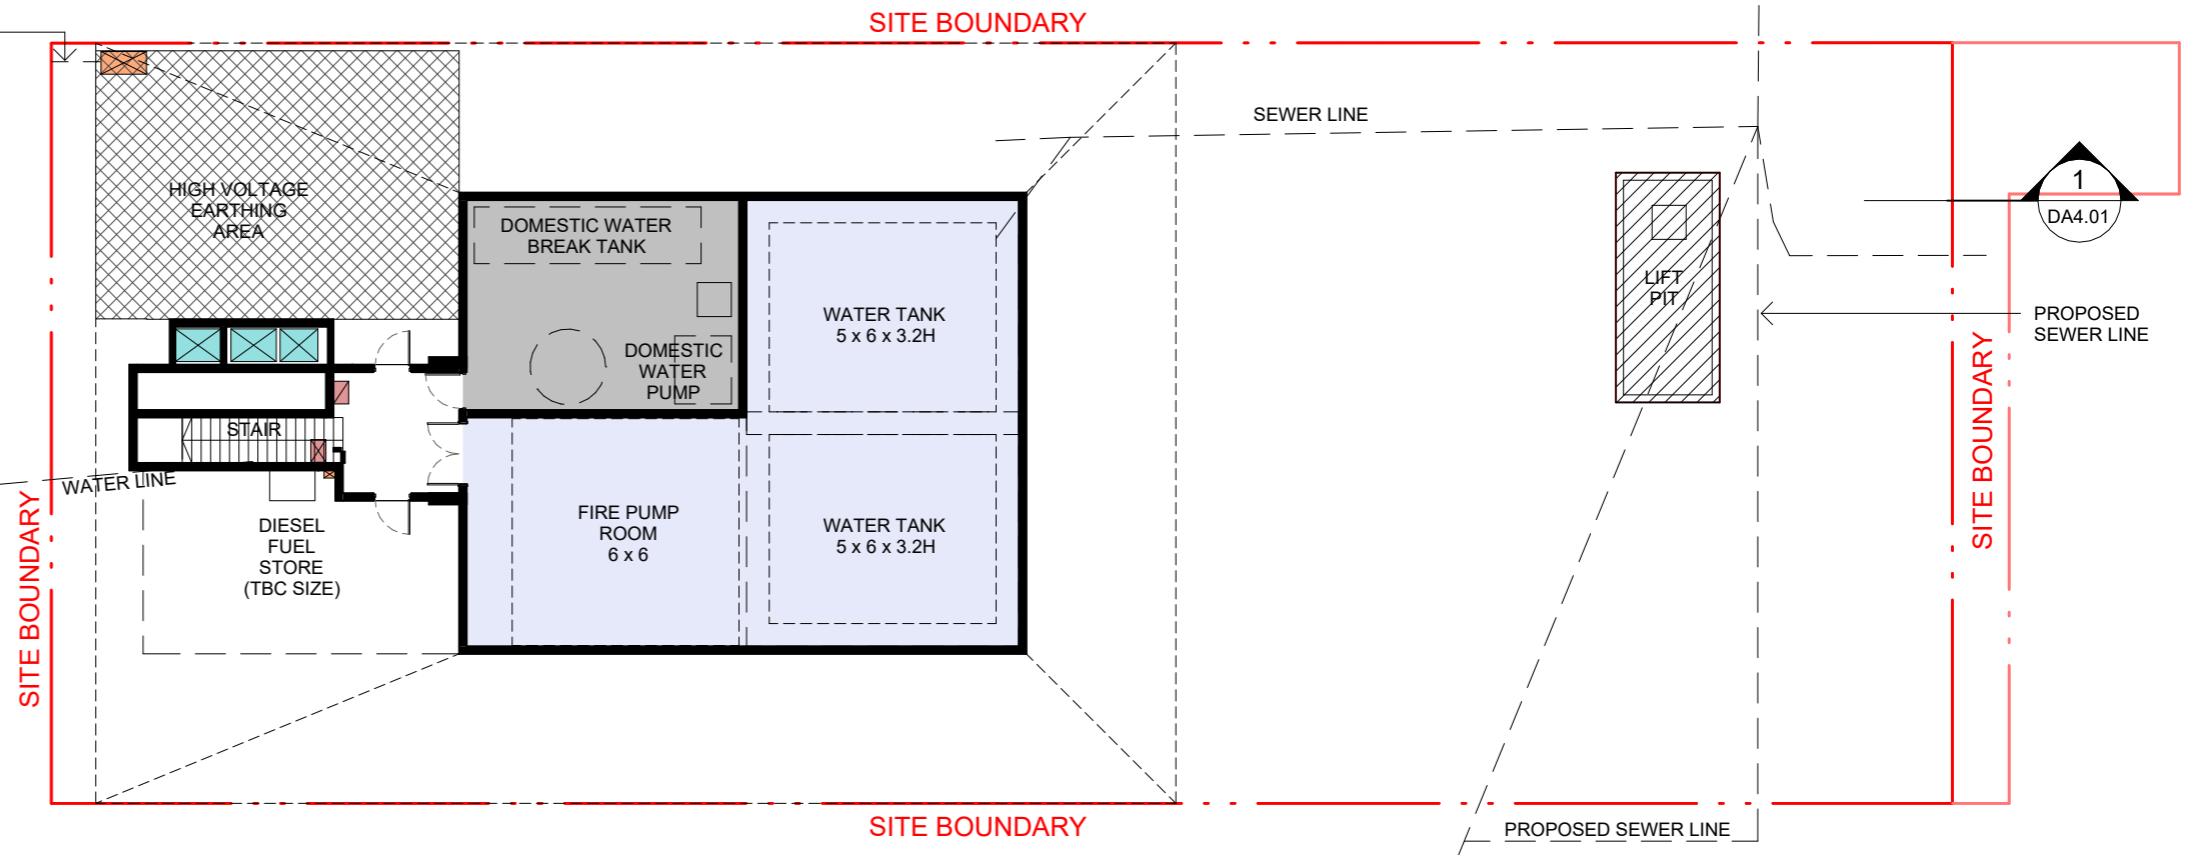 SITE BOUNDARY
SEWER LINE
HIGH VOLTAGE
EARTHING
AREA
DOMESTIC WATER
BREAK TANK
WATER TANK
5 x 6 x 3.2H
DOMESTIC
WATER
PUMP
LIFT
PIT
1
DA4.01
PROPOSED
SEWER LINE
SITE BOUNDARY
STAIR
WATER LINE
SITE BOUNDARY
DIESEL
FUEL
STORE
(TBC SIZE)
FIRE PUMP
ROOM
6 x 6
WATER TANK
5 x 6 x 3.2H
SITE BOUNDARY
PROPOSED SEWER LINE